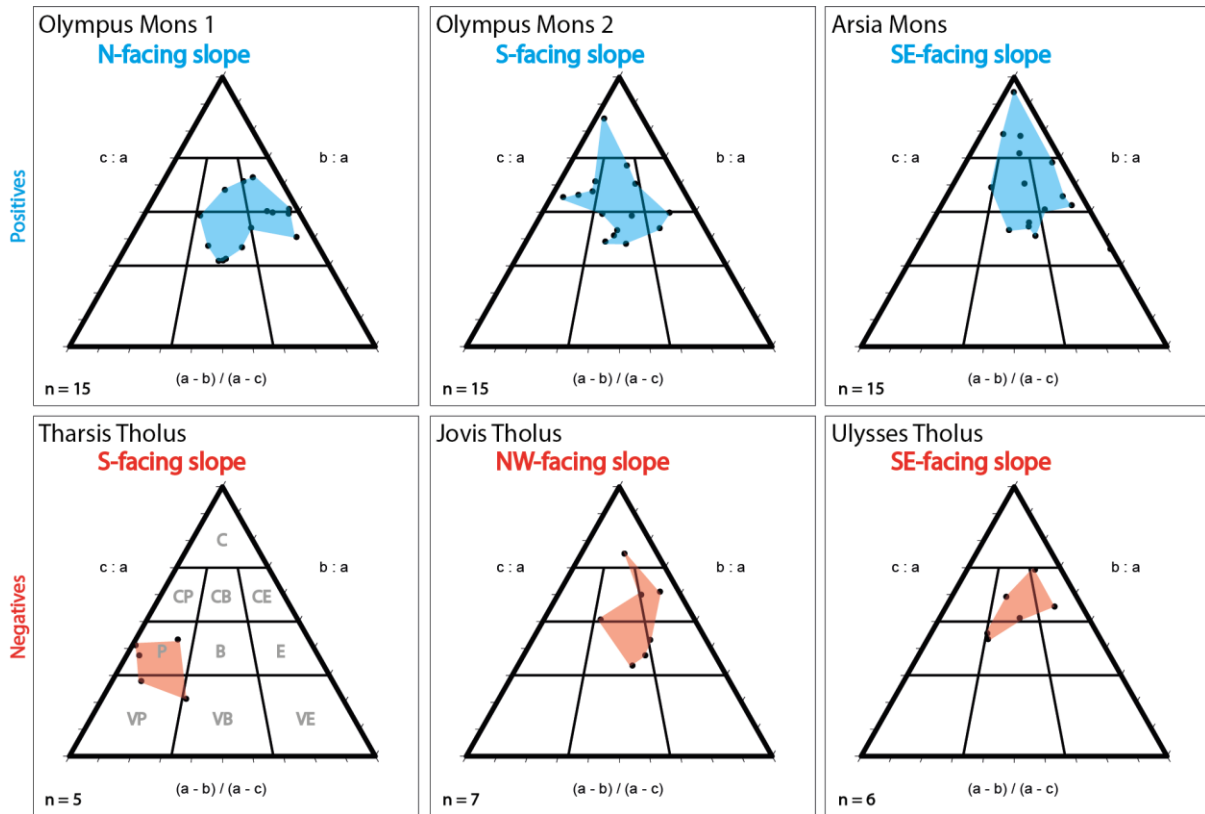 Olympus Mons 1
N-facing slope
c : a
b : a
(a - b) / (a - c)
n = 15
Olympus Mons 2
S-facing slope
c : a
b : a
(a - b) / (a - c)
n = 15
Arsia Mons
SE-facing slope
c : a
b : a
(a - b) / (a - c)
n = 15
Positives
Tharsis Tholus
S-facing slope
C
c : a
b : a
CP CB CE
P B E
VP VB VE
(a - b) / (a - c)
n = 5
Jovis Tholus
NW-facing slope
c : a
b : a
(a - b) / (a - c)
n = 7
Ulysses Tholus
SE-facing slope
c : a
b : a
(a - b) / (a - c)
n = 6
Negatives